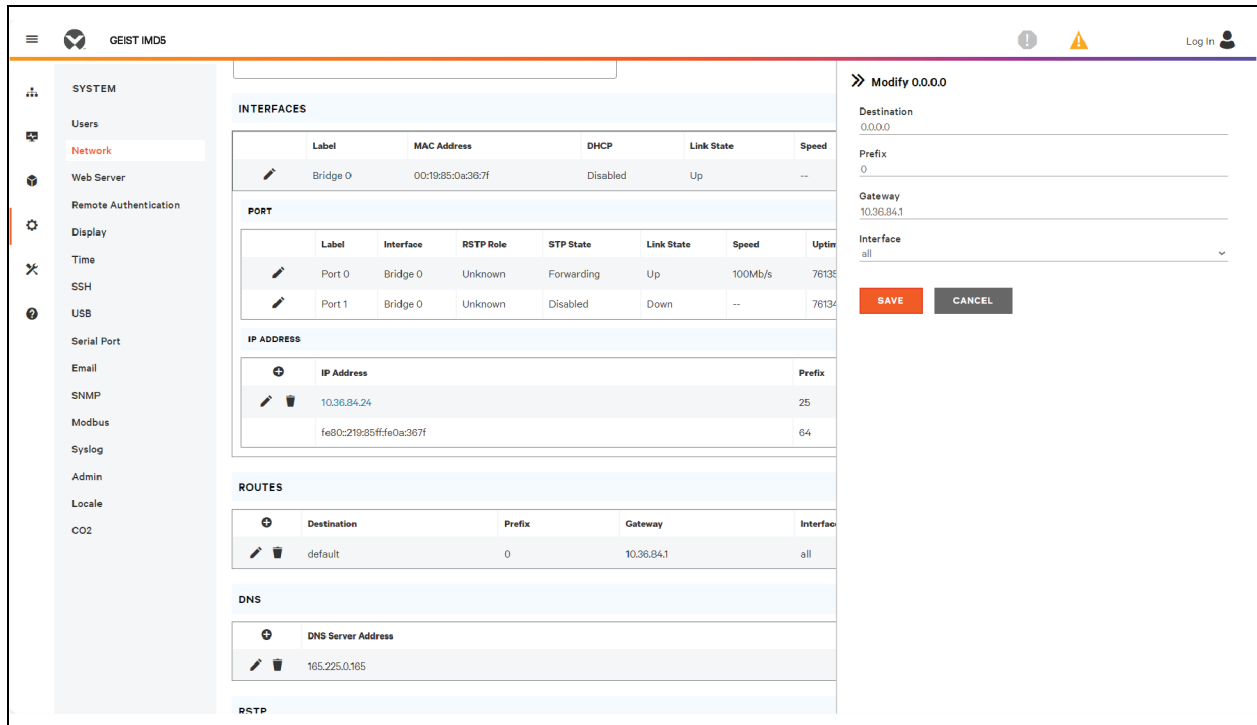 GEIST IMD5
Log In
SYSTEM
Users
Network
Web Server
Remote Authentication
Display
Time
SSH
USB
Serial Port
Email
SNMP
Modbus
Syslog
Admin
Locale
CO2
INTERFACES
Label MAC Address DHCP Link State Speed
Bridge 0 00:19:85:0a:36:7f Disabled Up --
PORT
Label Interface RSTP Role STP State Link State Speed Uptim
Port 0 Bridge 0 Unknown Forwarding Up 100Mb/s 76135
Port 1 Bridge 0 Unknown Disabled Down -- 76134
IP ADDRESS
IP Address Prefix
10.36.84.24 25
fe80::219:85ff:fe0a:367f 64
ROUTES
Destination Prefix Gateway Interface
default 0 10.36.84.1 all
DNS
DNS Server Address
165.225.0.165
RSTP
Modify 0.0.0.0
Destination
0.0.0.0
Prefix
0
Gateway
10.36.84.1
Interface
all
SAVE CANCEL